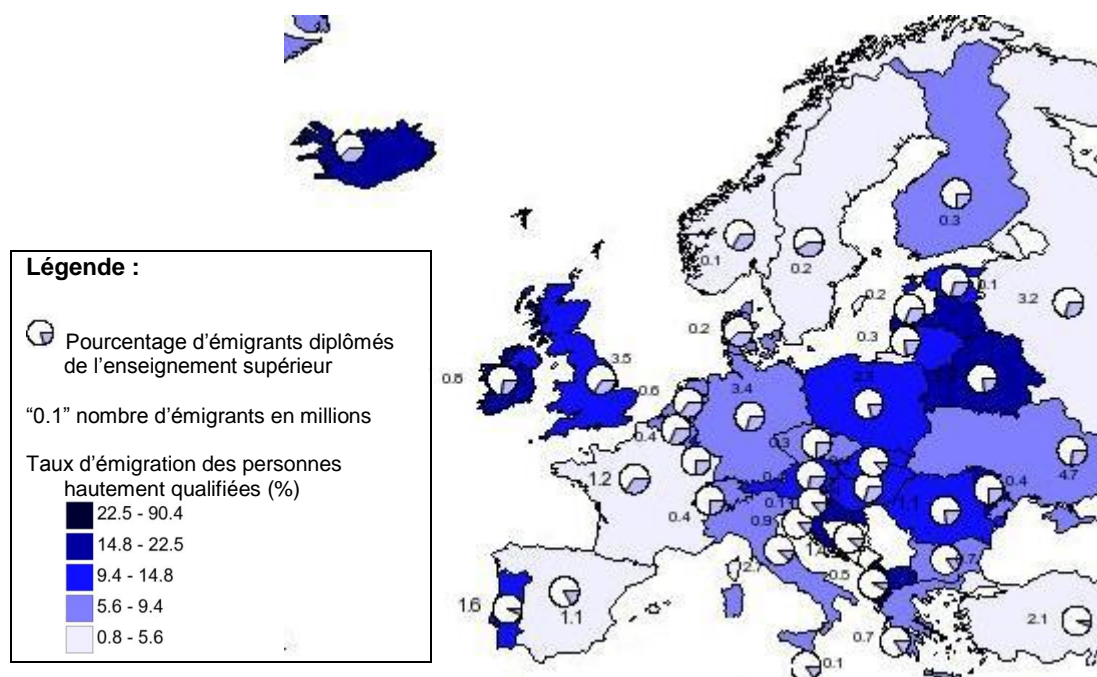 Légende :
Pourcentage d'émigrants diplômés
de l'enseignement supérieur
“0.1” nombre d'émigrants en millions
Taux d'émigration des personnes
hautement qualifiées (%)
22.5 - 90.4
14.8 - 22.5
9.4 - 14.8
5.6 - 9.4
0.8 - 5.6
0.3
0.1
0.2
0.2
0.1
3.2
0.2
0.3
3.5
0.8
0.6
3.4
0.4
0.3
1.2
4.7
0.4
1.1
0.4
0.1
0.9
2.7
0.5
1.6
1.1
2.1
0.7
0.1